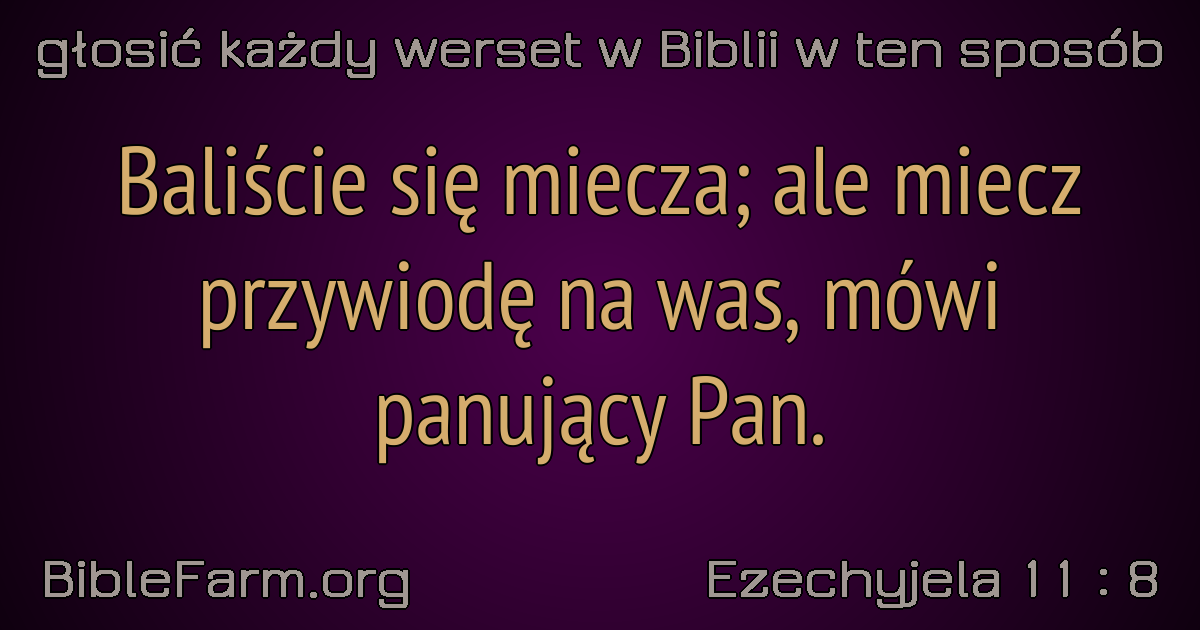 głosić każdy werset w Biblii w ten sposób
Baliście się miecza; ale miecz
przywiodę na was, mówi
panujący Pan.
BibleFarm.org
Ezechyjela 11 : 8